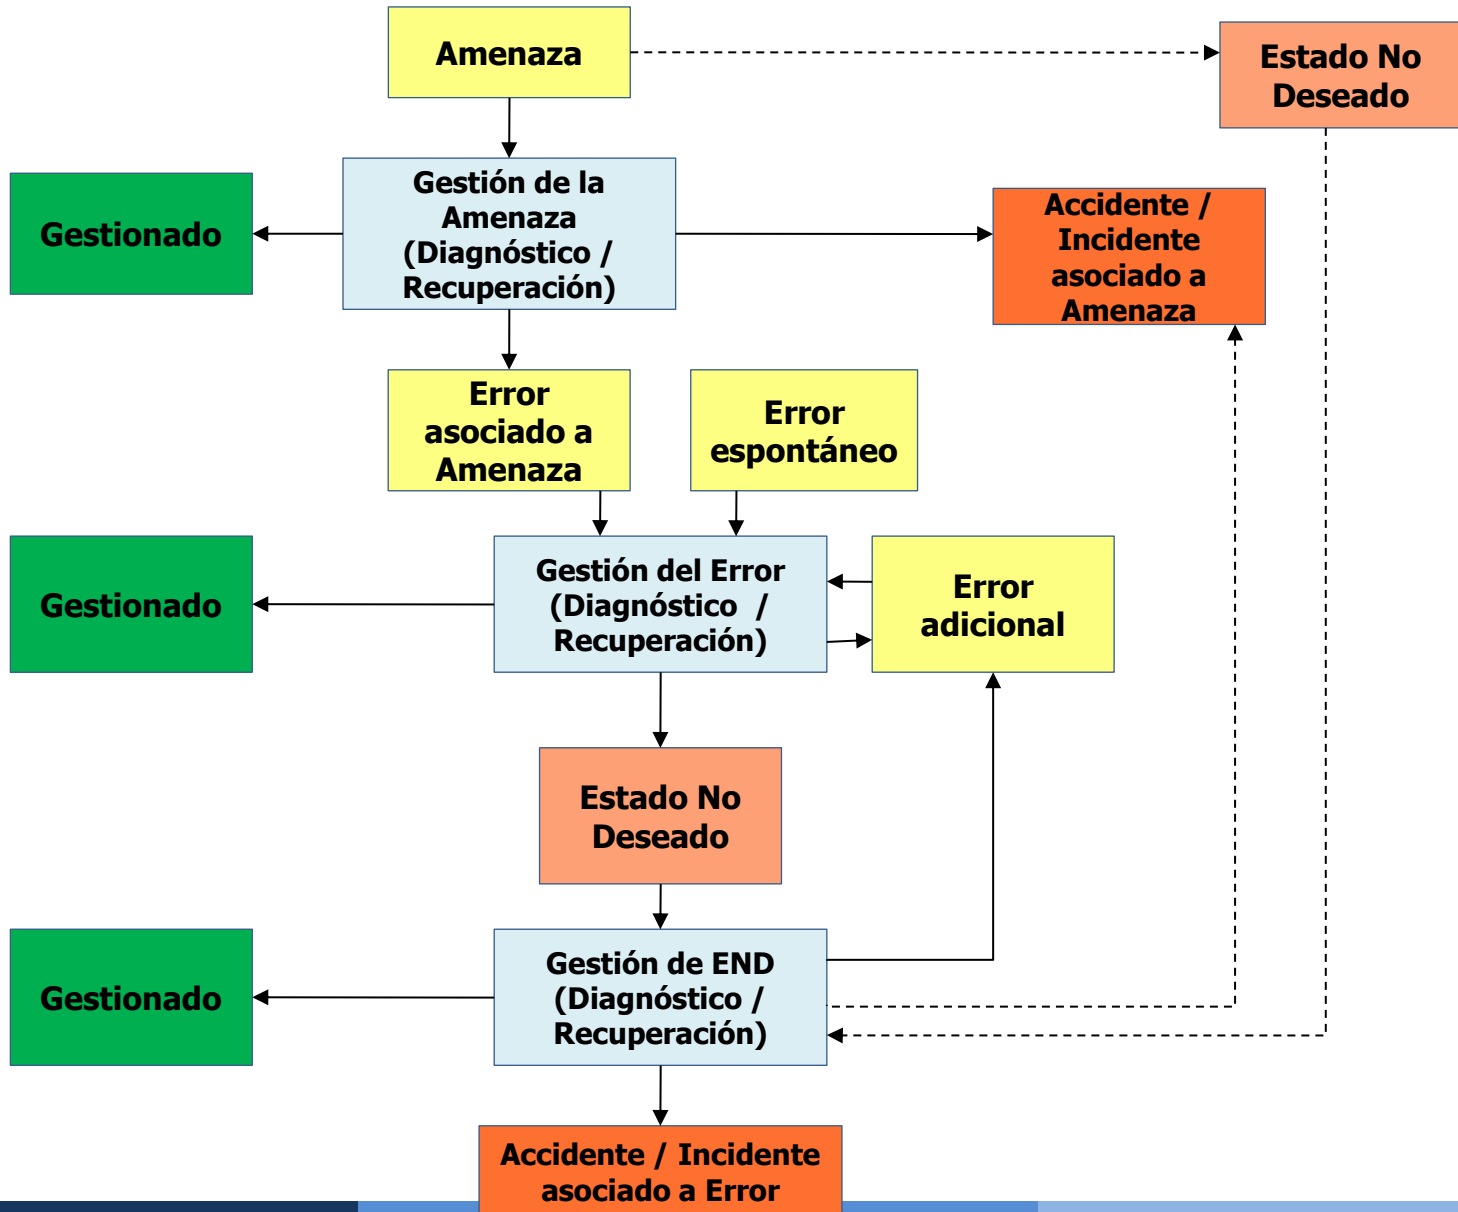 Amenaza
Estado No
Deseado
Gestionado
Gestión de la
Amenaza
(Diagnóstico /
Recuperación)
Accidente /
Incidente
asociado a
Amenaza
Error
asociado a
Amenaza
Error
espontáneo
Gestionado
Gestión del Error
(Diagnóstico /
Recuperación)
Error
adicional
Estado No
Deseado
Gestionado
Gestión de END
(Diagnóstico /
Recuperación)
Accidente / Incidente
asociado a Error